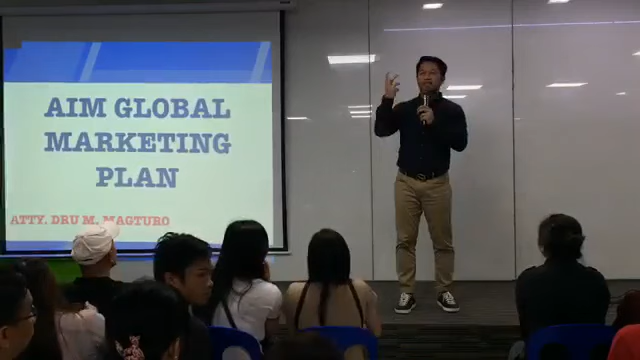 AIM GLOBAL
MARKETING
PLAN
ATTY. DRU M. MAGTURO